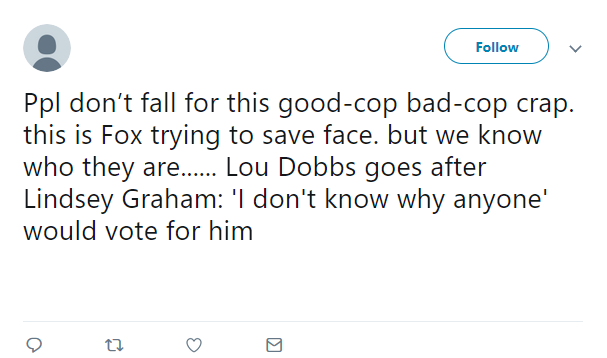 Follow
Ppl don’t fall for this good-cop bad-cop crap.
this is Fox trying to save face. but we know
who they are...... Lou Dobbs goes after
Lindsey Graham: 'I don't know why anyone'
would vote for him